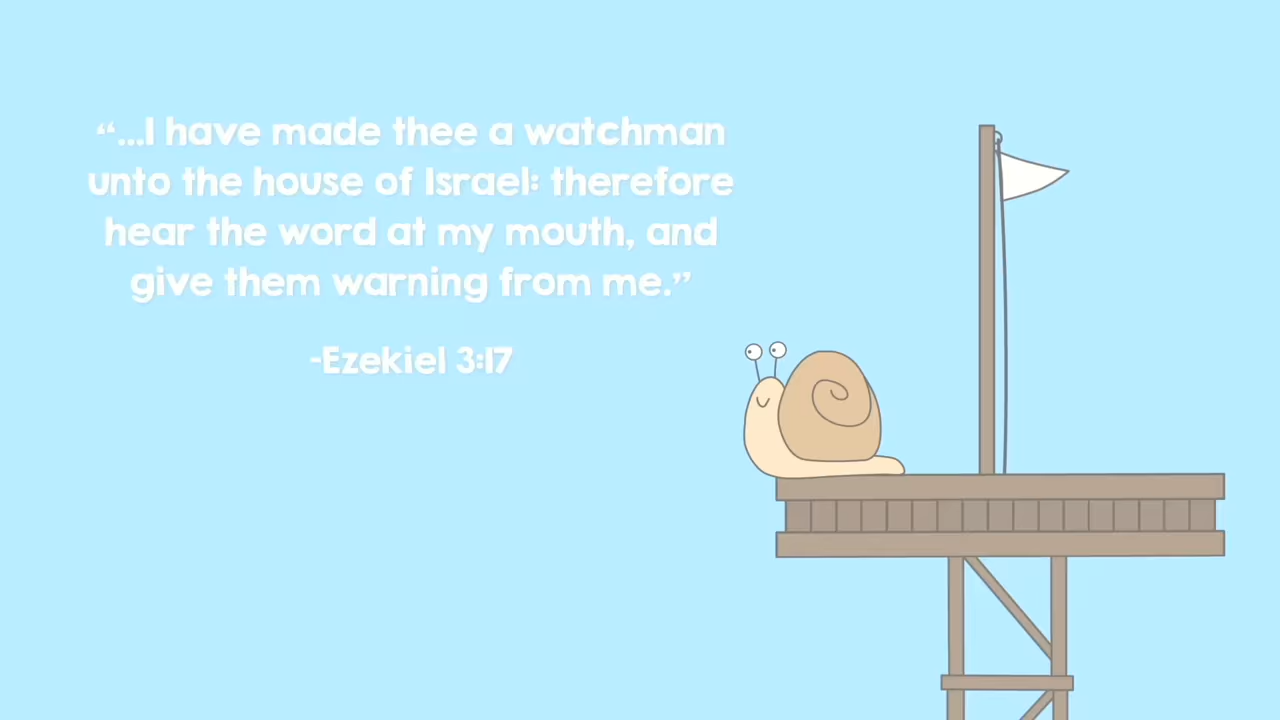 “...I have made thee a watchman
unto the house of Israel: therefore
hear the word at my mouth, and
give them warning from me.”
-Ezekiel 3:17